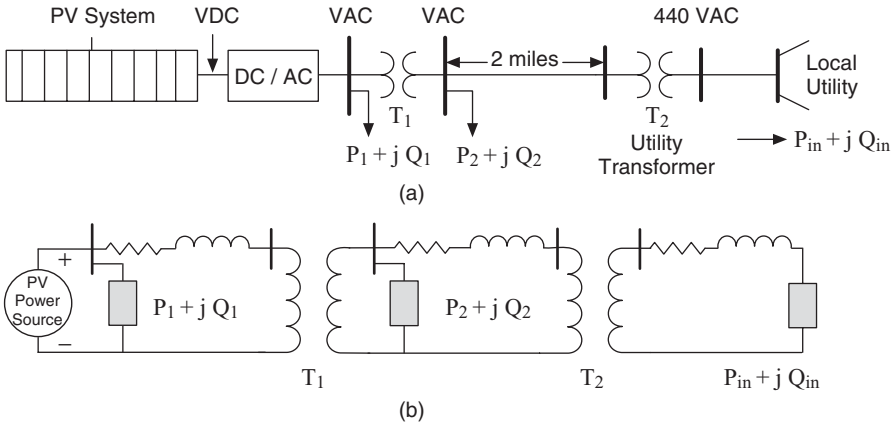 PV System
VDC
VAC
VAC
440 VAC
DC / AC
2 miles
Local
Utility
T1
T2
P1 + j Q1
P2 + j Q2
Utility
Transformer
Pin + j Qin
(a)
+
PV
Power
Source
–
P1 + j Q1
P2 + j Q2
T1
T2
Pin + j Qin
(b)